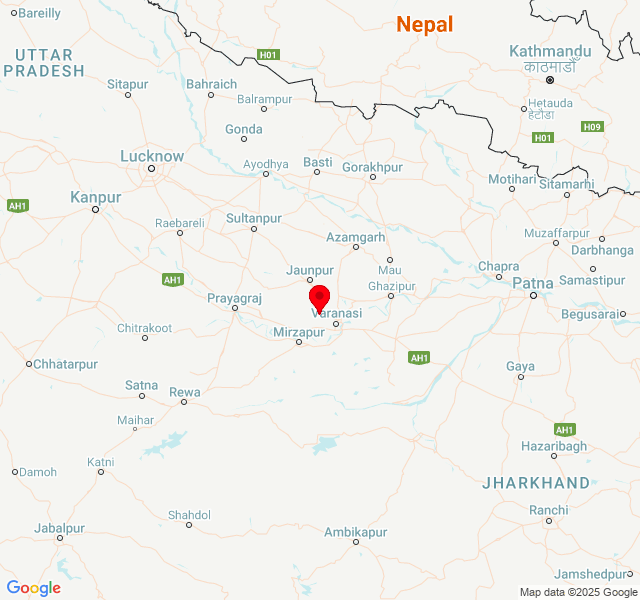 Bareilly
Nepal
UTTAR
PRADESH
H01
Kathmandu
काठमाडौं
Sitapur
Bahraich
Balrampur
Hetauda
हेटौंडा
H01
H09
Gonda
Lucknow
Ayodhya
Basti
Gorakhpur
Motihari
Sitamarhi
AH1
Kanpur
Raebareli
Sultanpur
Azamgarh
Muzaffarpur
Darbhanga
Mau
Chapra
Samastipur
AH1
Jaunpur
Ghazipur
Patna
Prayagraj
Varanasi
Begusarai
Chitrakoot
Mirzapur
AH1
Chhatarpur
Gaya
Satna
Rewa
Maihar
AH1
Hazaribagh
Damoh
Katni
JHARKHAND
Shahdol
Ranchi
Jabalpur
Ambikapur
Jamshedpur
Google
Map data ©2025 Google